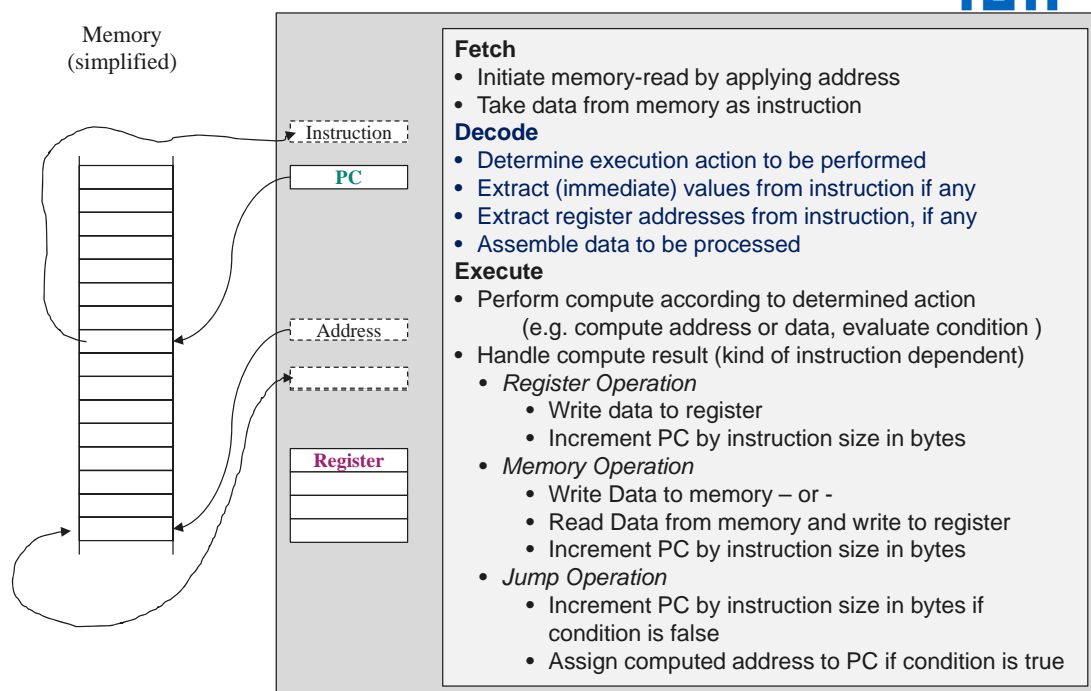 Memory
(simplified)
Instruction
PC
Address
Register
Fetch
• Initiate memory-read by applying address
• Take data from memory as instruction
Decode
• Determine execution action to be performed
• Extract (immediate) values from instruction if any
• Extract register addresses from instruction, if any
• Assemble data to be processed
Execute
• Perform compute according to determined action
(e.g. compute address or data, evaluate condition )
• Handle compute result (kind of instruction dependent)
• Register Operation
• Write data to register
• Increment PC by instruction size in bytes
• Memory Operation
• Write Data to memory – or -
• Read Data from memory and write to register
• Increment PC by instruction size in bytes
• Jump Operation
• Increment PC by instruction size in bytes if
condition is false
• Assign computed address to PC if condition is true